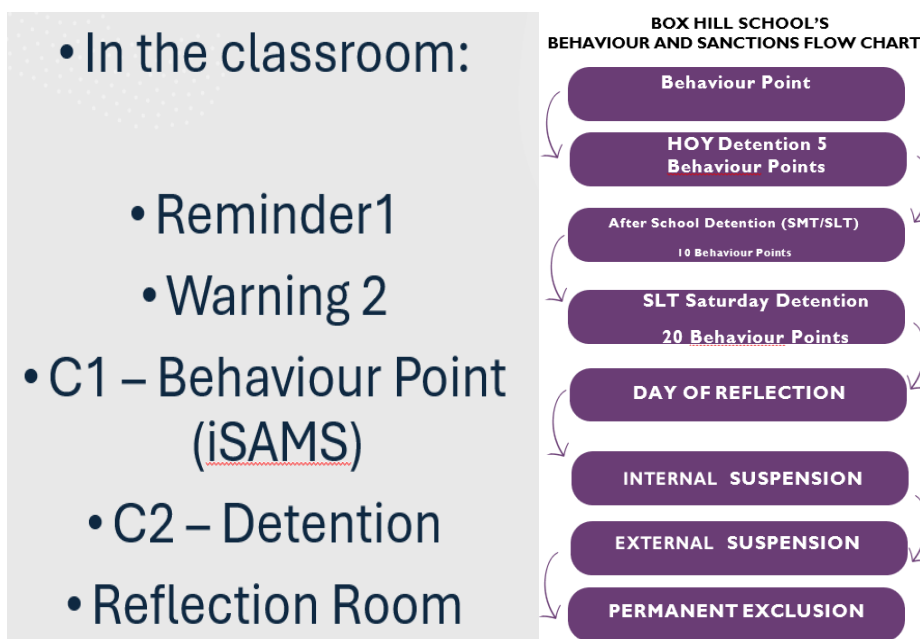 • In the classroom:
• Reminder1
• Warning 2
• C1 – Behaviour Point
(iSAMS)
• C2 – Detention
• Reflection Room
BOX HILL SCHOOL'S
BEHAVIOUR AND SANCTIONS FLOW CHART
Behaviour Point
HOY Detention 5
Behaviour Points
After School Detention (SMT/SLT)
10 Behaviour Points
SLT Saturday Detention
20 Behaviour Points
DAY OF REFLECTION
INTERNAL SUSPENSION
EXTERNAL SUSPENSION
PERMANENT EXCLUSION